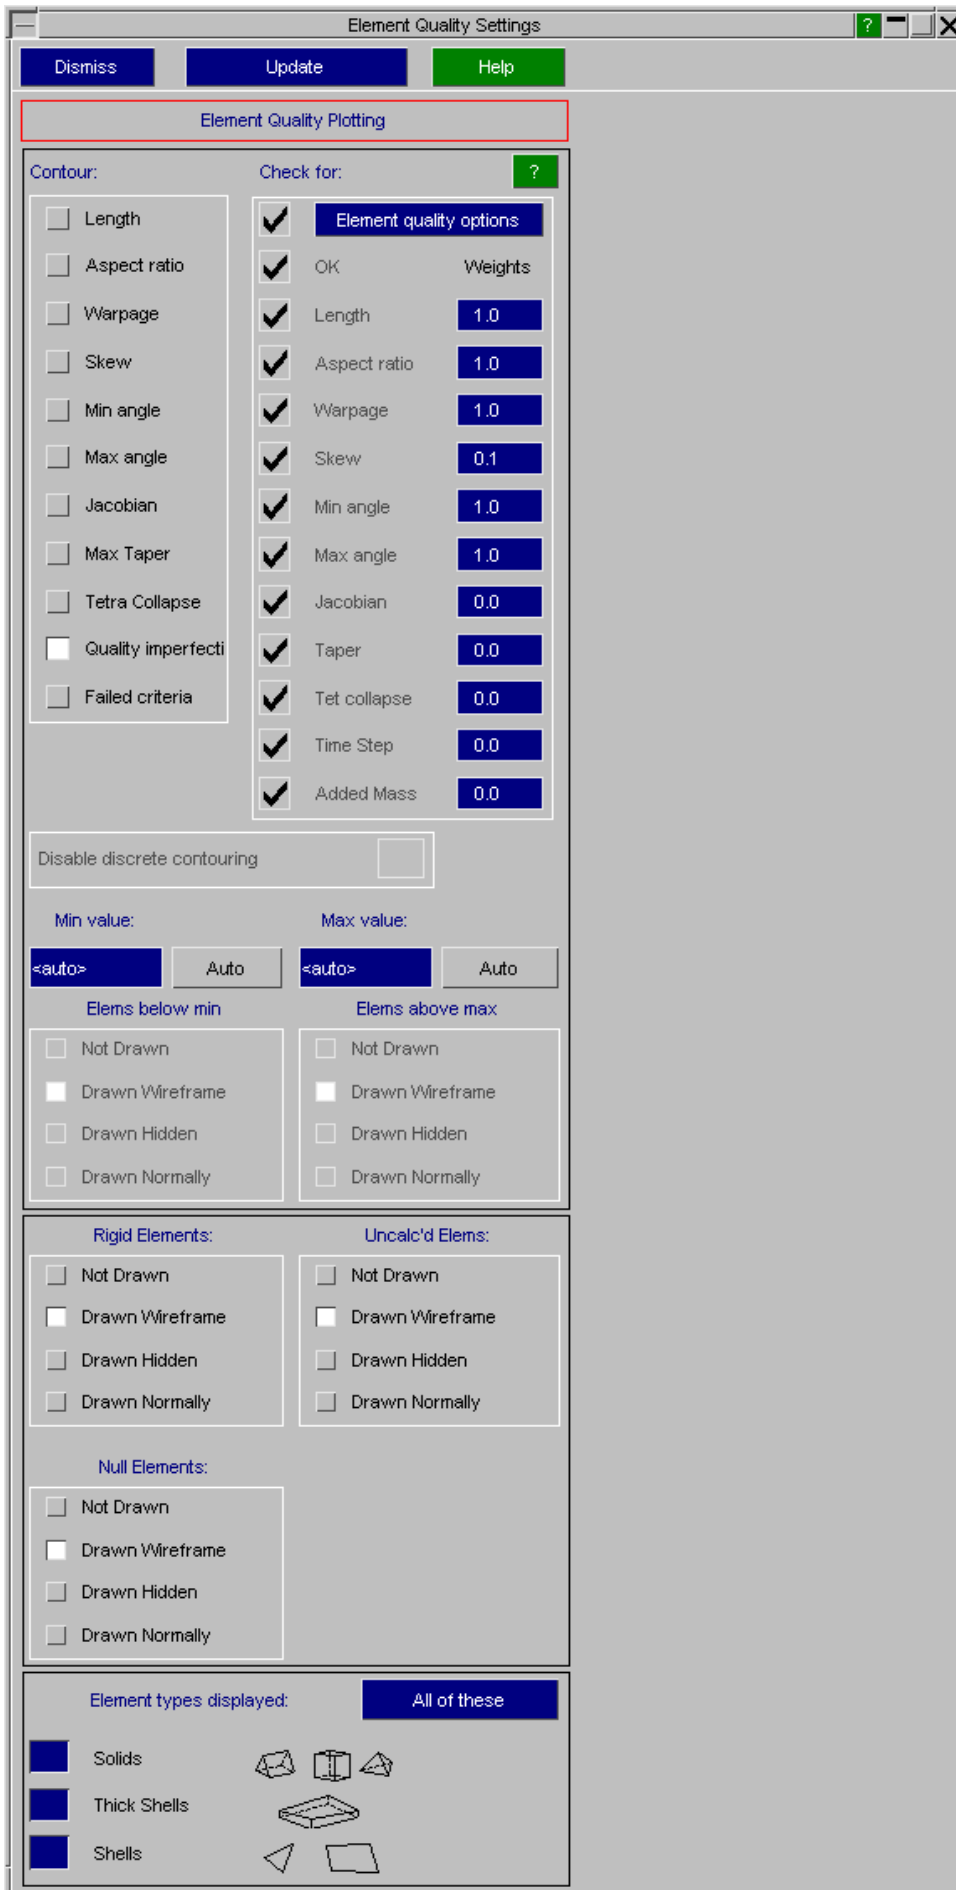 Element Quality Settings ?
Dismiss Update Help
Element Quality Plotting
Contour: Check for: ?
Length Element quality options
Aspect ratio OK Weights
Warpage Length 1.0
Skew Aspect ratio 1.0
Min angle Warpage 1.0
Max angle Skew 0.1
Jacobian Min angle 1.0
Max Taper Max angle 1.0
Tetra Collapse Jacobian 0.0
Quality imperfecti Taper 0.0
Failed criteria Tet collapse 0.0
Time Step 0.0
Added Mass 0.0
Disable discrete contouring
Min value: Max value:
<auto> Auto <auto> Auto
Elems below min Elems above max
Not Drawn Not Drawn
Drawn Wireframe Drawn Wireframe
Drawn Hidden Drawn Hidden
Drawn Normally Drawn Normally
Rigid Elements: Uncalc'd Elems:
Not Drawn Not Drawn
Drawn Wireframe Drawn Wireframe
Drawn Hidden Drawn Hidden
Drawn Normally Drawn Normally
Null Elements:
Not Drawn
Drawn Wireframe
Drawn Hidden
Drawn Normally
Element types displayed: All of these
Solids
Thick Shells
Shells